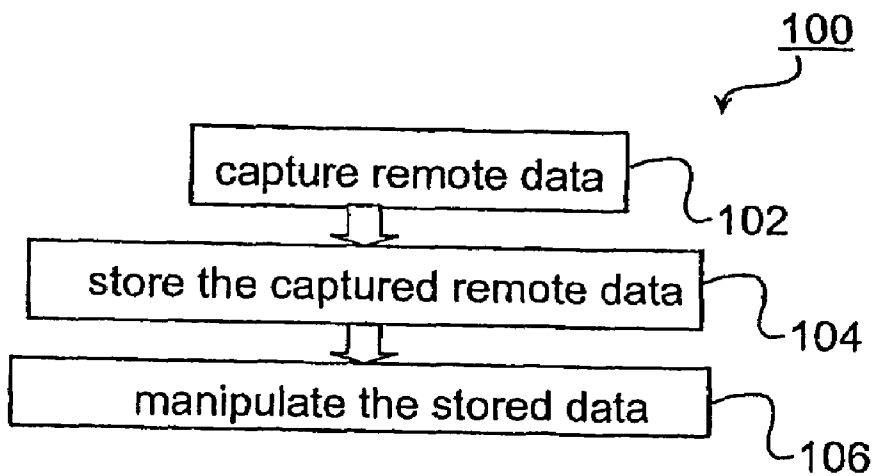 100
capture remote data
102
store the captured remote data
104
manipulate the stored data
106